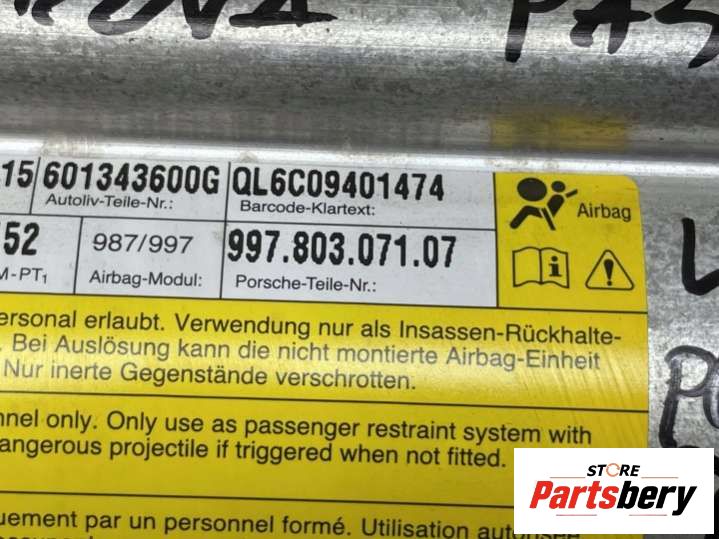 PAS
15 601343600G QL6C09401474
Autoliv-Teile-Nr.: Barcode-Klartext:
Airbag
52 987/997 997.803.071.07
M-PT1 Airbag-Modul: Porsche-Teile-Nr.:
ersonal erlaubt. Verwendung nur als Insassen-Rückhalte-
. Bei Auslösung kann die nicht montierte Airbag-Einheit
Nur inerte Gegenstände verschrotten.
nnel only. Only use as passenger restraint system with
angerous projectile if triggered when not fitted.
quement par un personnel formé. Utilisation autorisée
STORE
Partsbery